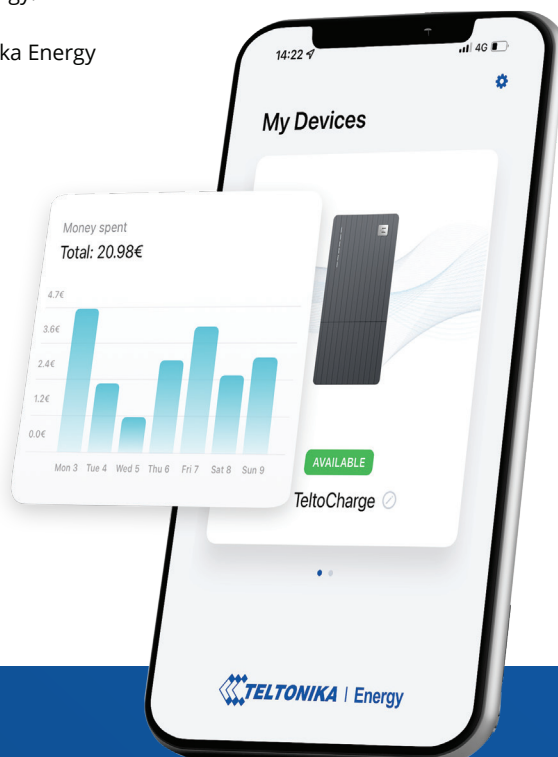 ka Energy
14:22
4G
My Devices
Money spent
Total: 20.98€
4.7€
3.6€
2.4€
1.2€
0.0€
Mon 3 Tue 4 Wed 5 Thu 6 Fri 7 Sat 8 Sun 9
AVAILABLE
TeltoCharge
TELTONIKA | Energy